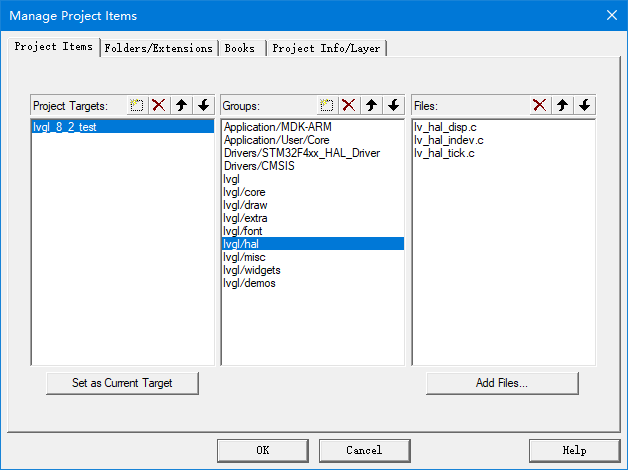 Manage Project Items
Project Items Folders/Extensions Books Project Info/Layer
Project Targets:
lvgl_8_2_test
Set as Current Target
Groups:
Application/MDK-ARM
Application/User/Core
Drivers/STM32F4xx_HAL_Driver
Drivers/CMSIS
lvgl
lvgl/core
lvgl/draw
lvgl/extra
lvgl/font
lvgl/hal
lvgl/misc
lvgl/widgets
lvgl/demos
Files:
lv_hal_disp.c
lv_hal_indev.c
lv_hal_tick.c
Add Files...
OK Cancel Help